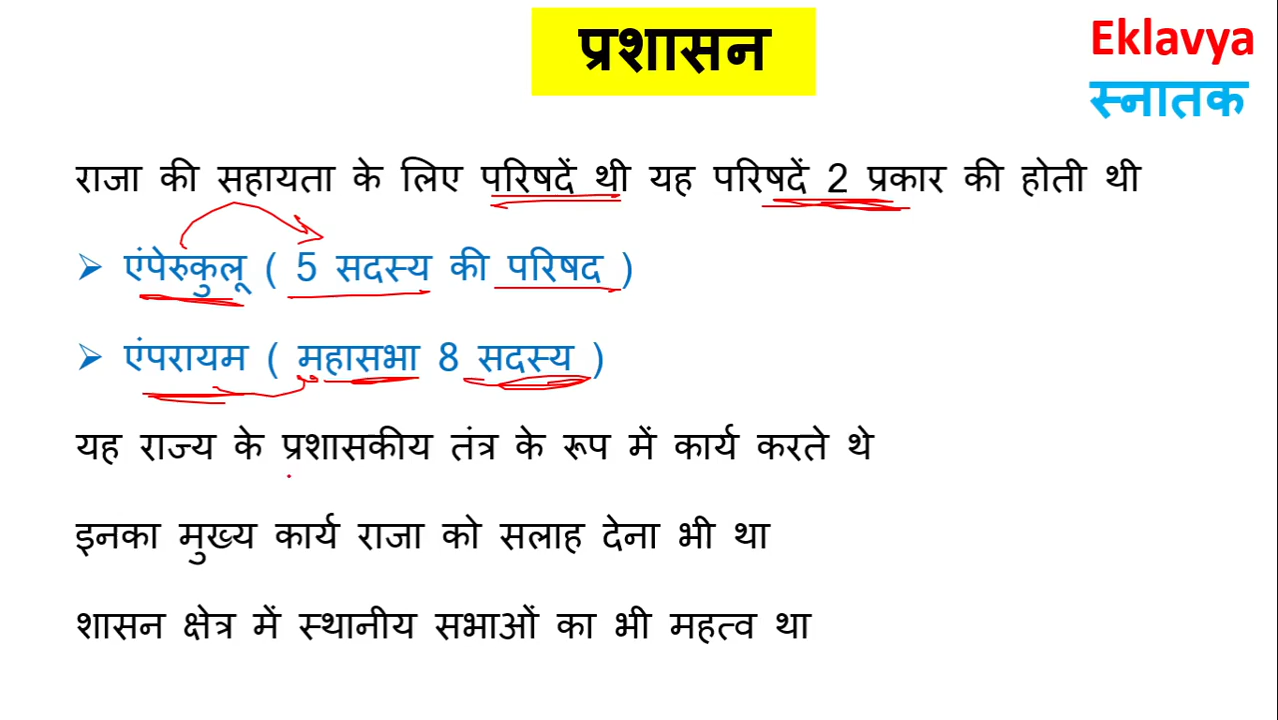 प्रशासन
Eklavya
स्नातक
राजा की सहायता के लिए परिषदें थी यह परिषदें 2 प्रकार की होती थी
➢ एंपेरुकुलू ( 5 सदस्य की परिषद )
➢ एंपरायम ( महासभा 8 सदस्य )
यह राज्य के प्रशासकीय तंत्र के रूप में कार्य करते थे
इनका मुख्य कार्य राजा को सलाह देना भी था
शासन क्षेत्र में स्थानीय सभाओं का भी महत्व था